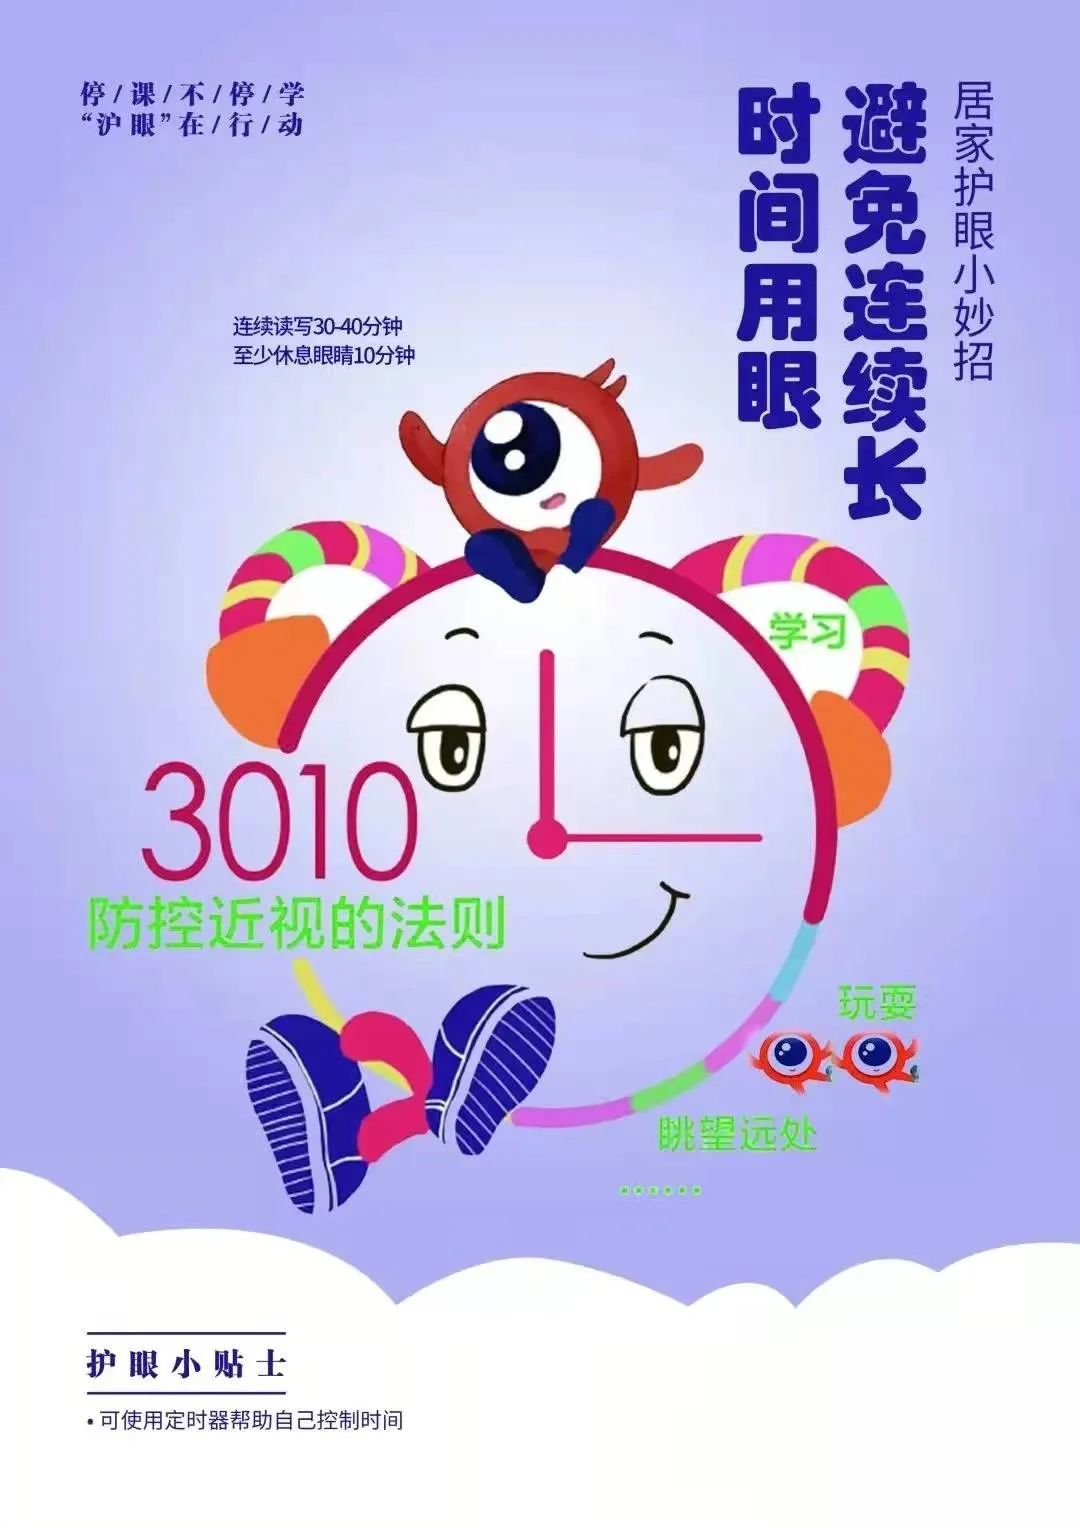 停/课/不/停/学
“沪眼”在/行/动
居家护眼小妙招
避免连续长
时间用眼
连续读写30-40分钟
至少休息眼睛10分钟
学习
3010
防控近视的法则
玩耍
眺望远处
……
护眼小贴士
•可使用定时器帮助自己控制时间